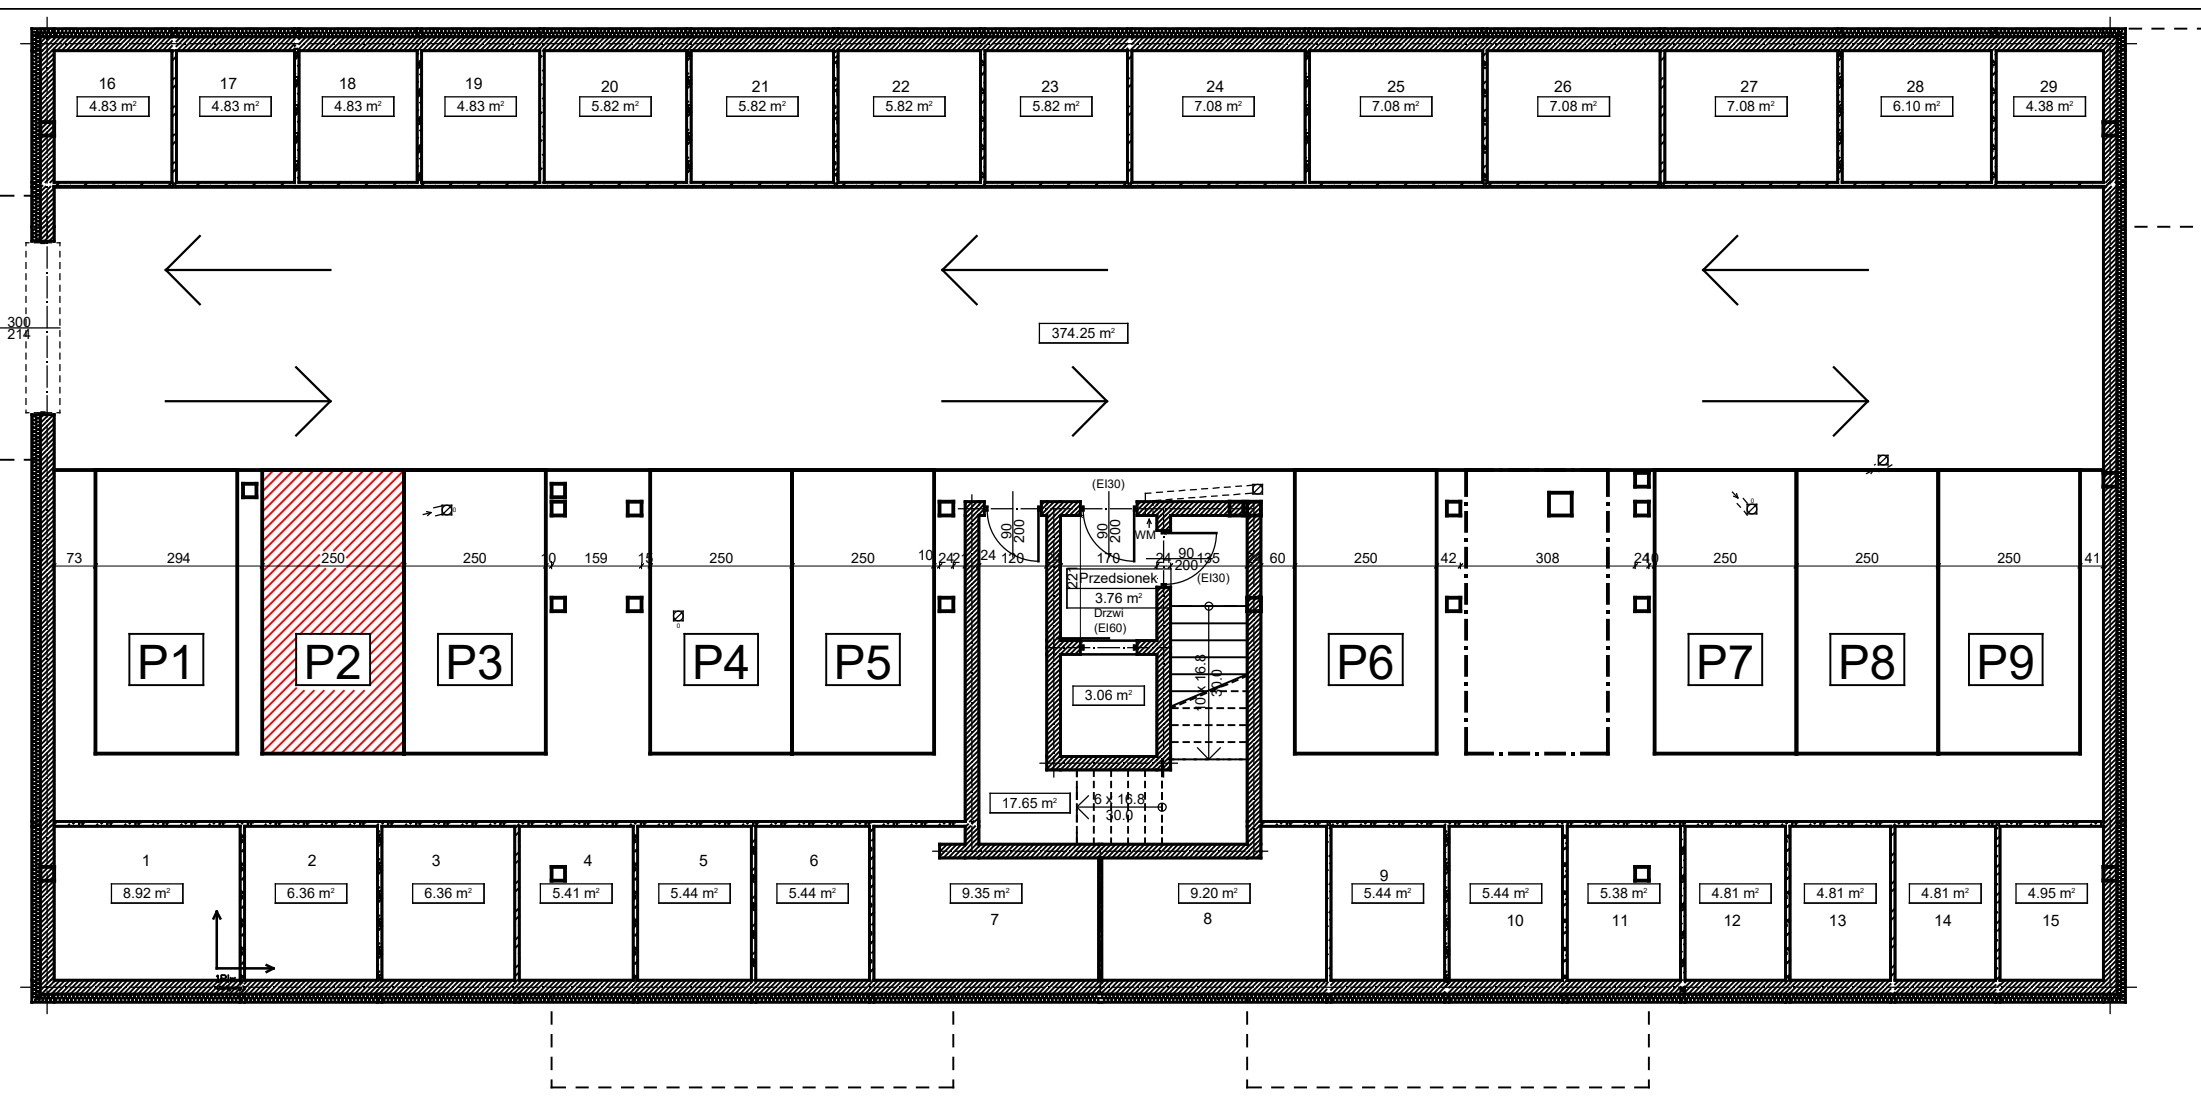 16 17 18 19 20 21 22 23 24 25 26 27 28 29
4.83 m² 4.83 m² 4.83 m² 4.83 m² 5.82 m² 5.82 m² 5.82 m² 5.82 m² 7.08 m² 7.08 m² 7.08 m² 7.08 m² 6.10 m² 4.38 m²
300
214
374.25 m²
(EI30)
90
200
90
200
WM
90
200
(EI30)
73 294 250 250 10 159 15 250 250 10 24 21 24 120 170 24 135 60 250 42 308 24 10 250 250 250 41
221
Przedsionek
3.76 m²
Drzwi
(EI60)
P1 P2 P3 P4 P5 P6 P7 P8 P9
3.06 m²
10 x 16.8
30.0
17.65 m²
6 x 16.8
30.0
1 2 3 4 5 6
9
8.92 m² 6.36 m² 6.36 m² 5.41 m² 5.44 m² 5.44 m² 9.35 m² 9.20 m² 5.44 m² 5.44 m² 5.38 m² 4.81 m² 4.81 m² 4.81 m² 4.95 m²
7 8 10 11 12 13 14 15